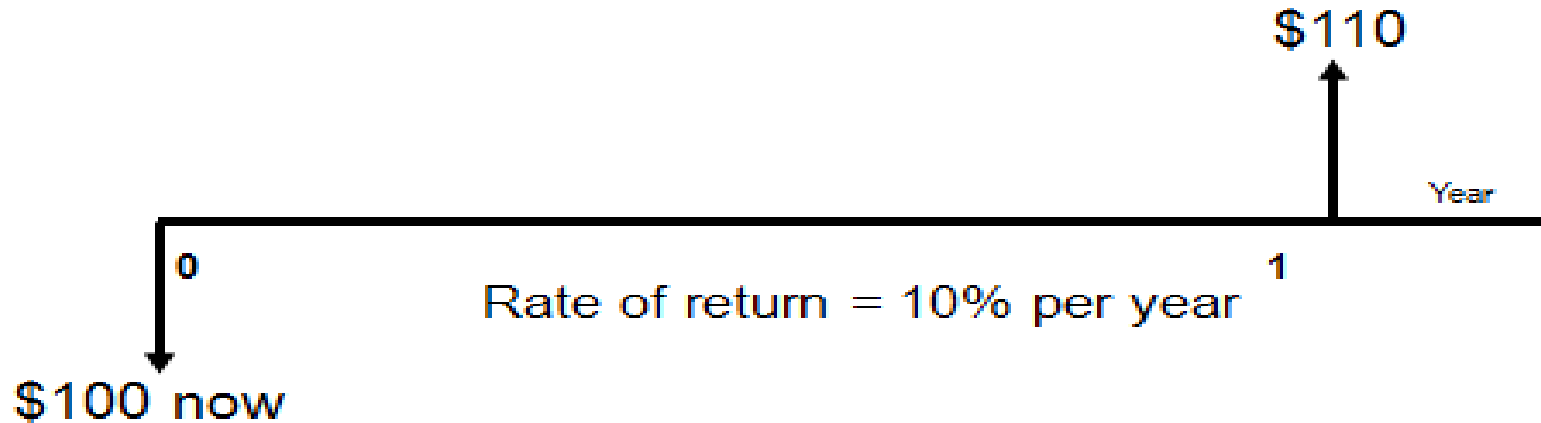 $110
Year
0
1
Rate of return = 10% per year
$100 now